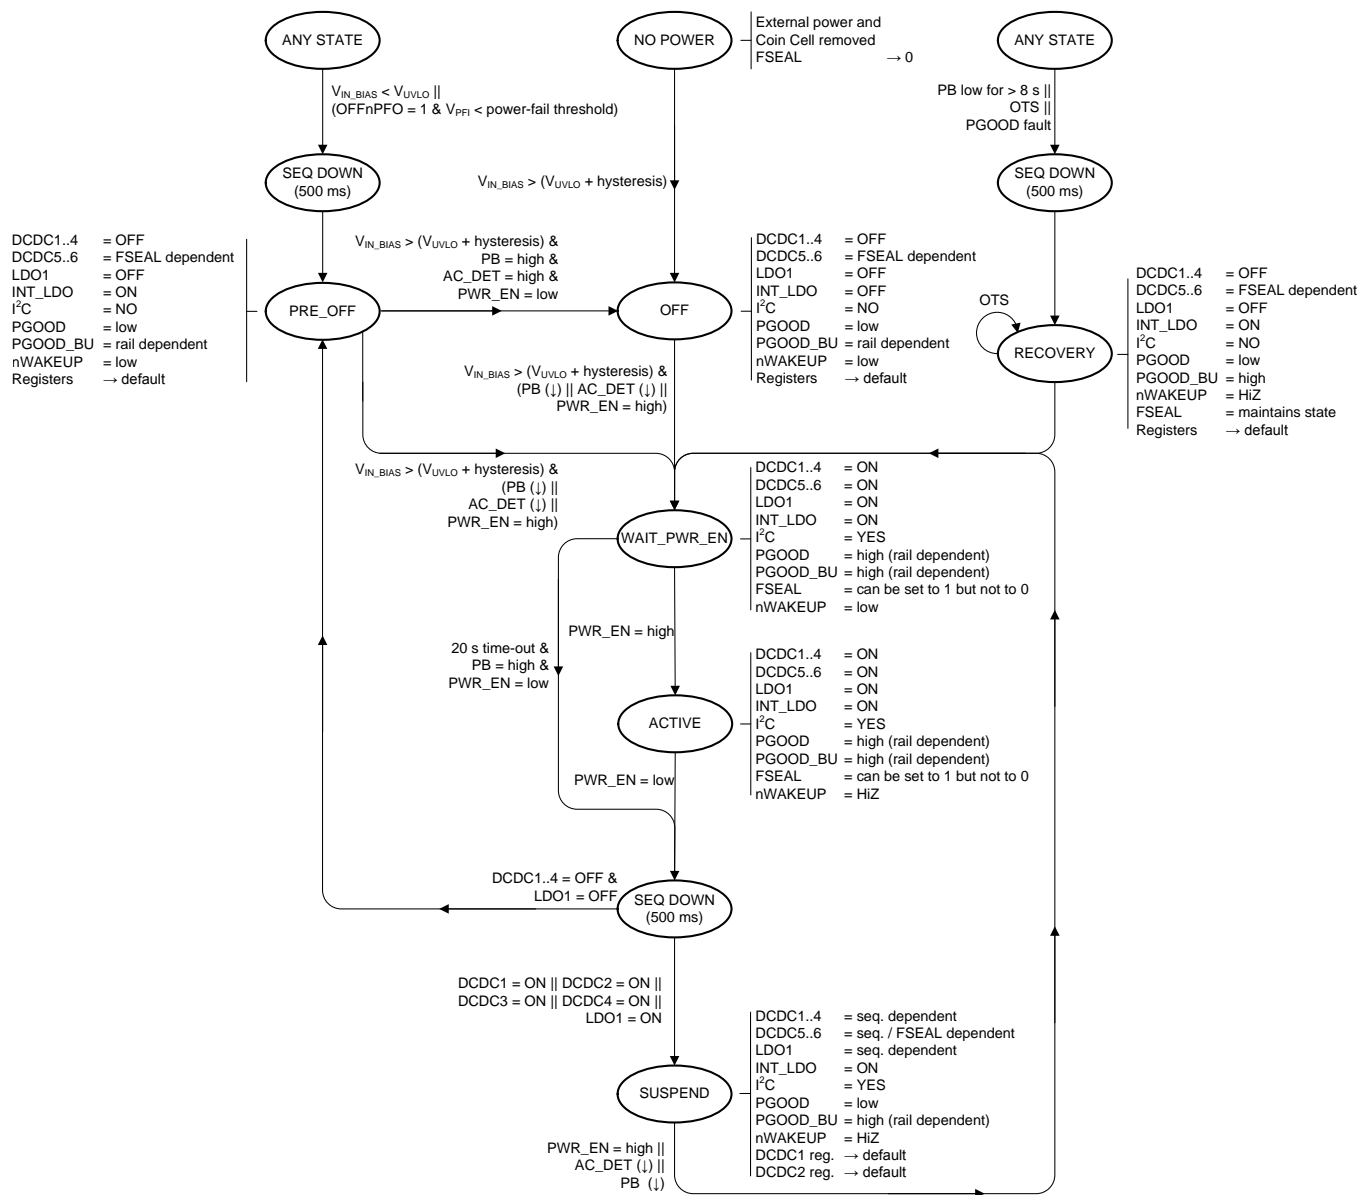 ANY STATE
NO POWER
External power and
Coin Cell removed
FSEAL → 0
ANY STATE
V_IN_BIAS < V_UVLO ||
(OFFnPFO = 1 & V_PFI < power-fail threshold)
PB low for > 8 s ||
OTS ||
PGOOD fault
SEQ DOWN
(500 ms)
V_IN_BIAS > (V_UVLO + hysteresis)
SEQ DOWN
(500 ms)
DCDC1..4 = OFF
DCDC5..6 = FSEAL dependent
LDO1 = OFF
INT_LDO = ON
I²C = NO
PGOOD = low
PGOOD_BU = rail dependent
nWAKEUP = low
Registers → default
PRE_OFF
V_IN_BIAS > (V_UVLO + hysteresis) &
PB = high &
AC_DET = high &
PWR_EN = low
OFF
DCDC1..4 = OFF
DCDC5..6 = FSEAL dependent
LDO1 = OFF
INT_LDO = OFF
I²C = NO
PGOOD = low
PGOOD_BU = rail dependent
nWAKEUP = low
Registers → default
OTS
RECOVERY
DCDC1..4 = OFF
DCDC5..6 = FSEAL dependent
LDO1 = OFF
INT_LDO = ON
I²C = NO
PGOOD = low
PGOOD_BU = high
nWAKEUP = HiZ
FSEAL = maintains state
Registers → default
V_IN_BIAS > (V_UVLO + hysteresis) &
(PB (↓) || AC_DET (↓) ||
PWR_EN = high)
V_IN_BIAS > (V_UVLO + hysteresis) &
(PB (↓) ||
AC_DET (↓) ||
PWR_EN = high)
WAIT_PWR_EN
DCDC1..4 = ON
DCDC5..6 = ON
LDO1 = ON
INT_LDO = ON
I²C = YES
PGOOD = high (rail dependent)
PGOOD_BU = high (rail dependent)
FSEAL = can be set to 1 but not to 0
nWAKEUP = low
PWR_EN = high
20 s time-out &
PB = high &
PWR_EN = low
ACTIVE
DCDC1..4 = ON
DCDC5..6 = ON
LDO1 = ON
INT_LDO = ON
I²C = YES
PGOOD = high (rail dependent)
PGOOD_BU = high (rail dependent)
FSEAL = can be set to 1 but not to 0
nWAKEUP = HiZ
PWR_EN = low
DCDC1..4 = OFF &
LDO1 = OFF
SEQ DOWN
(500 ms)
DCDC1 = ON || DCDC2 = ON ||
DCDC3 = ON || DCDC4 = ON ||
LDO1 = ON
SUSPEND
DCDC1..4 = seq. dependent
DCDC5..6 = seq. / FSEAL dependent
LDO1 = seq. dependent
INT_LDO = ON
I²C = YES
PGOOD = low
PGOOD_BU = high (rail dependent)
nWAKEUP = HiZ
DCDC1 reg. → default
DCDC2 reg. → default
PWR_EN = high ||
AC_DET (↓) ||
PB (↓)